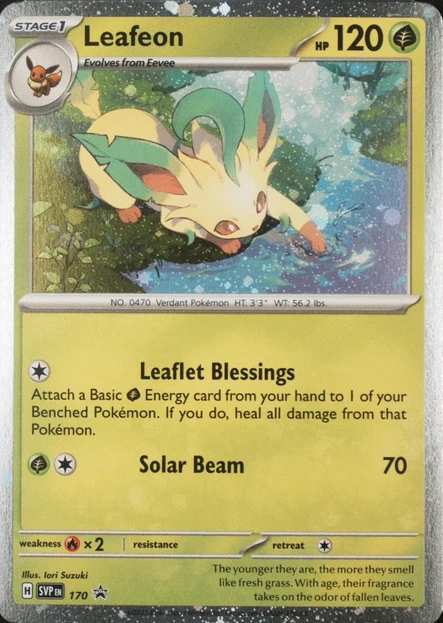 STAGE 1
Leafeon
HP 120
Evolves from Eevee
NO. 0470 Verdant Pokémon HT: 3'3" WT: 56.2 lbs.
Leaflet Blessings
Attach a Basic Energy card from your hand to 1 of your
Benched Pokémon. If you do, heal all damage from that
Pokémon.
Solar Beam 70
weakness ×2 resistance retreat
Illus. Iori Suzuki
H SVP EN 170
The younger they are, the more they smell
like fresh grass. With age, their fragrance
takes on the odor of fallen leaves.